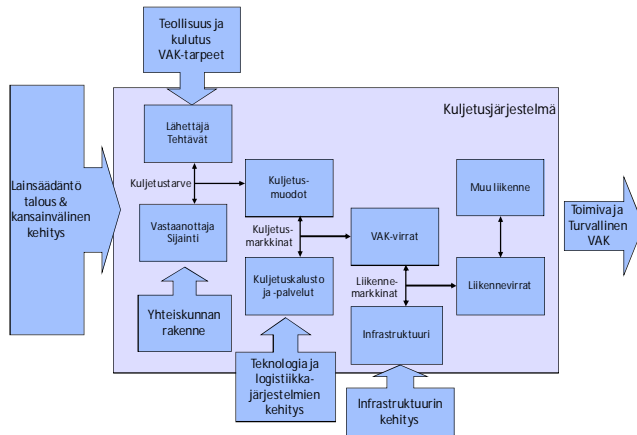 Teollisuus ja
kulutus
VAK-tarpeet
Kuljetusjärjestelmä
Lähettäjä
Tehtävät
Kuljetustarve
Kuljetus-
muodot
Muu liikenne
Lainsäädäntö
talous &
kansainvälinen
kehitys
Toimiva ja
Turvallinen
VAK
Vastaanottaja
Sijainti
Kuljetus-
markkinat
VAK-virrat
Kuljetuskalusto
ja -palvelut
Liikenne-
markkinat
Liikennevirrat
Yhteiskunnan
rakenne
Infrastruktuuri
Teknologia ja
logistiikka-
järjestelmien
kehitys
Infrastruktuurin
kehitys